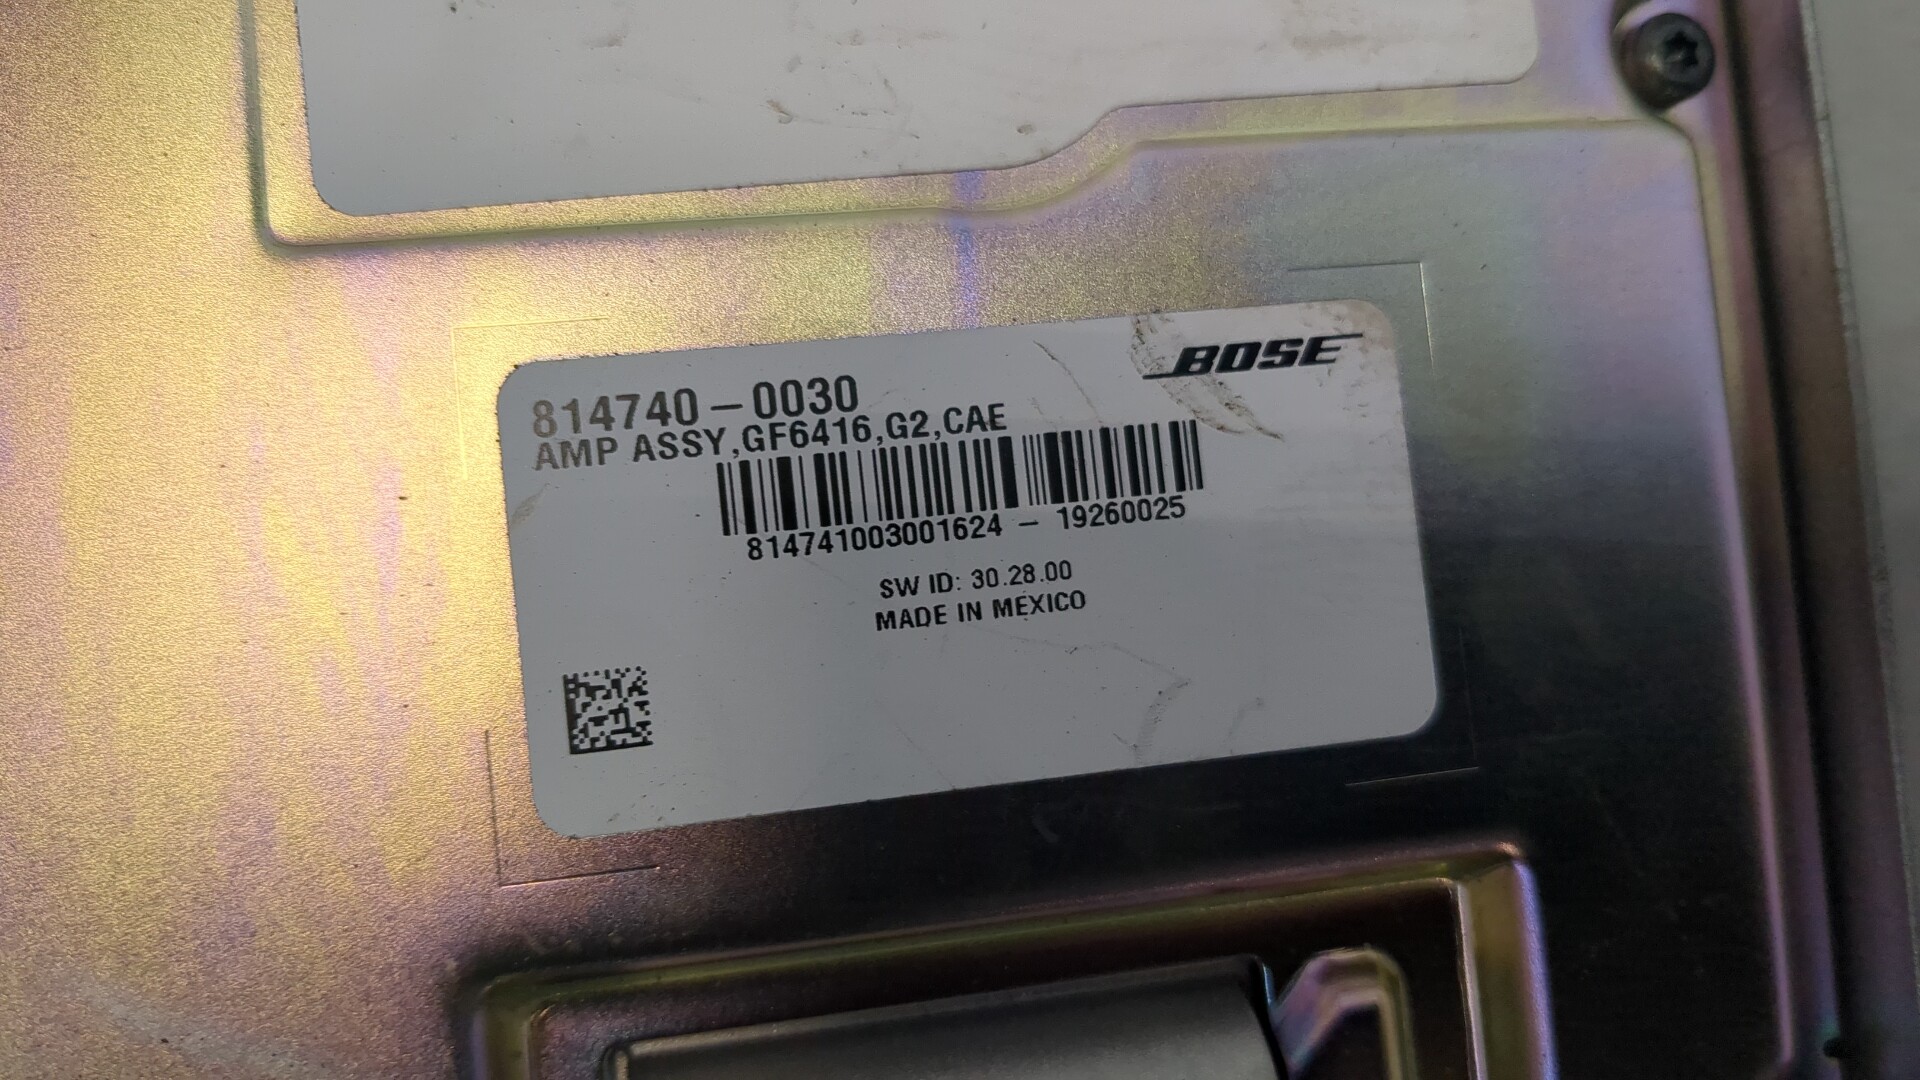 BOSE
814740-0030
AMP ASSY,GF6416,G2,CAE
814741003001624 - 19260025
SW ID: 30.28.00
MADE IN MEXICO